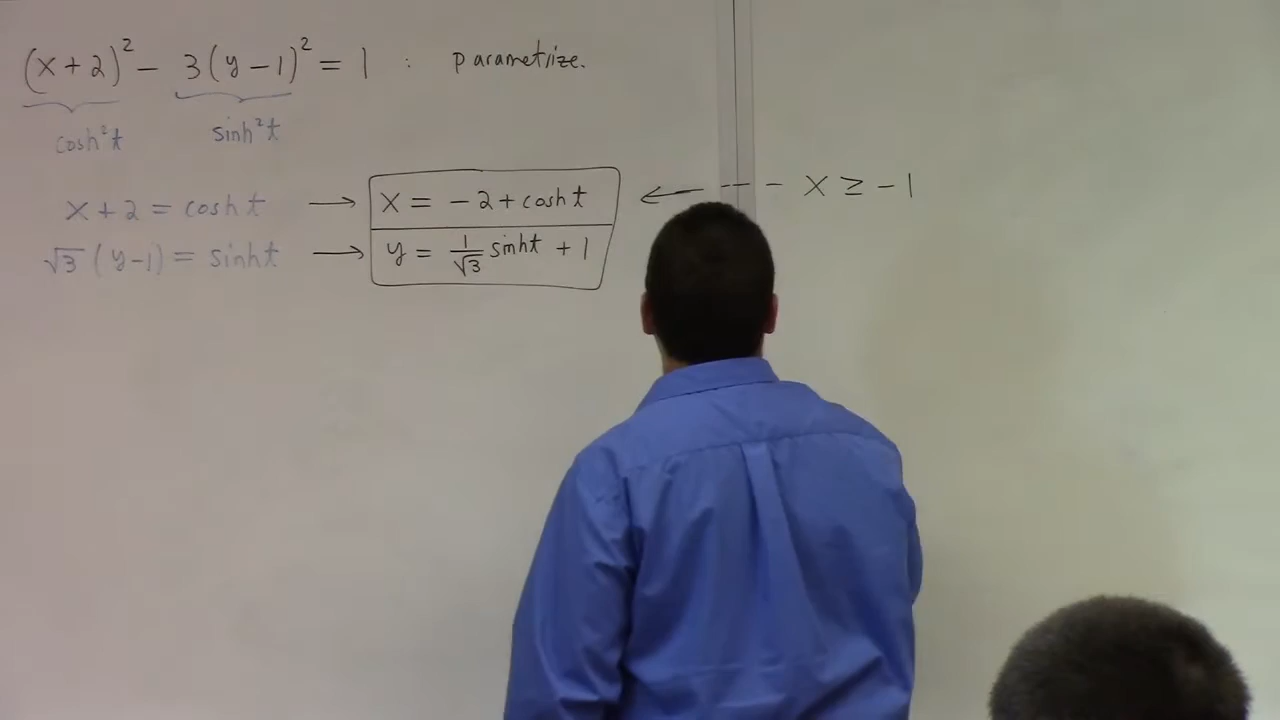 (x+2)² − 3(y−1)² = 1 : parametrize.
cosh²t sinh²t
x+2 = cosh t → x = −2+cosh t ← --- x ≥ −1
√3 (y−1) = sinh t → y = 1/√3 sinh t + 1